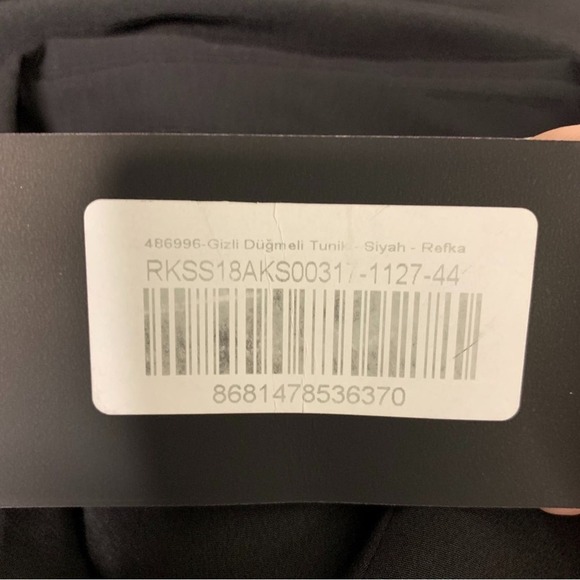 486996-Gizli Düğmeli Tunik - Siyah - Refka
RKSS18AKS00317-1127-44
8681478536370